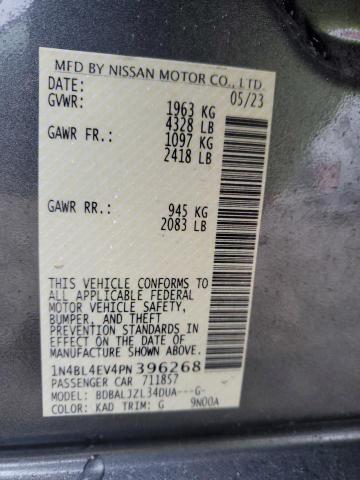 MFD BY NISSAN MOTOR CO., LTD.
DATE: 05/23
GVWR: 1963 KG
4328 LB
GAWR FR.: 1097 KG
2418 LB
GAWR RR.: 945 KG
2083 LB
THIS VEHICLE CONFORMS TO
ALL APPLICABLE FEDERAL
MOTOR VEHICLE SAFETY,
BUMPER, AND THEFT
PREVENTION STANDARDS IN
EFFECT ON THE DATE OF
MANUFACTURE SHOWN ABOVE.
1N4BL4EV4PN396268
PASSENGER CAR 711857
MODEL: BDBALJZL34DUA---G-
COLOR: KAD TRIM: G 9N00A